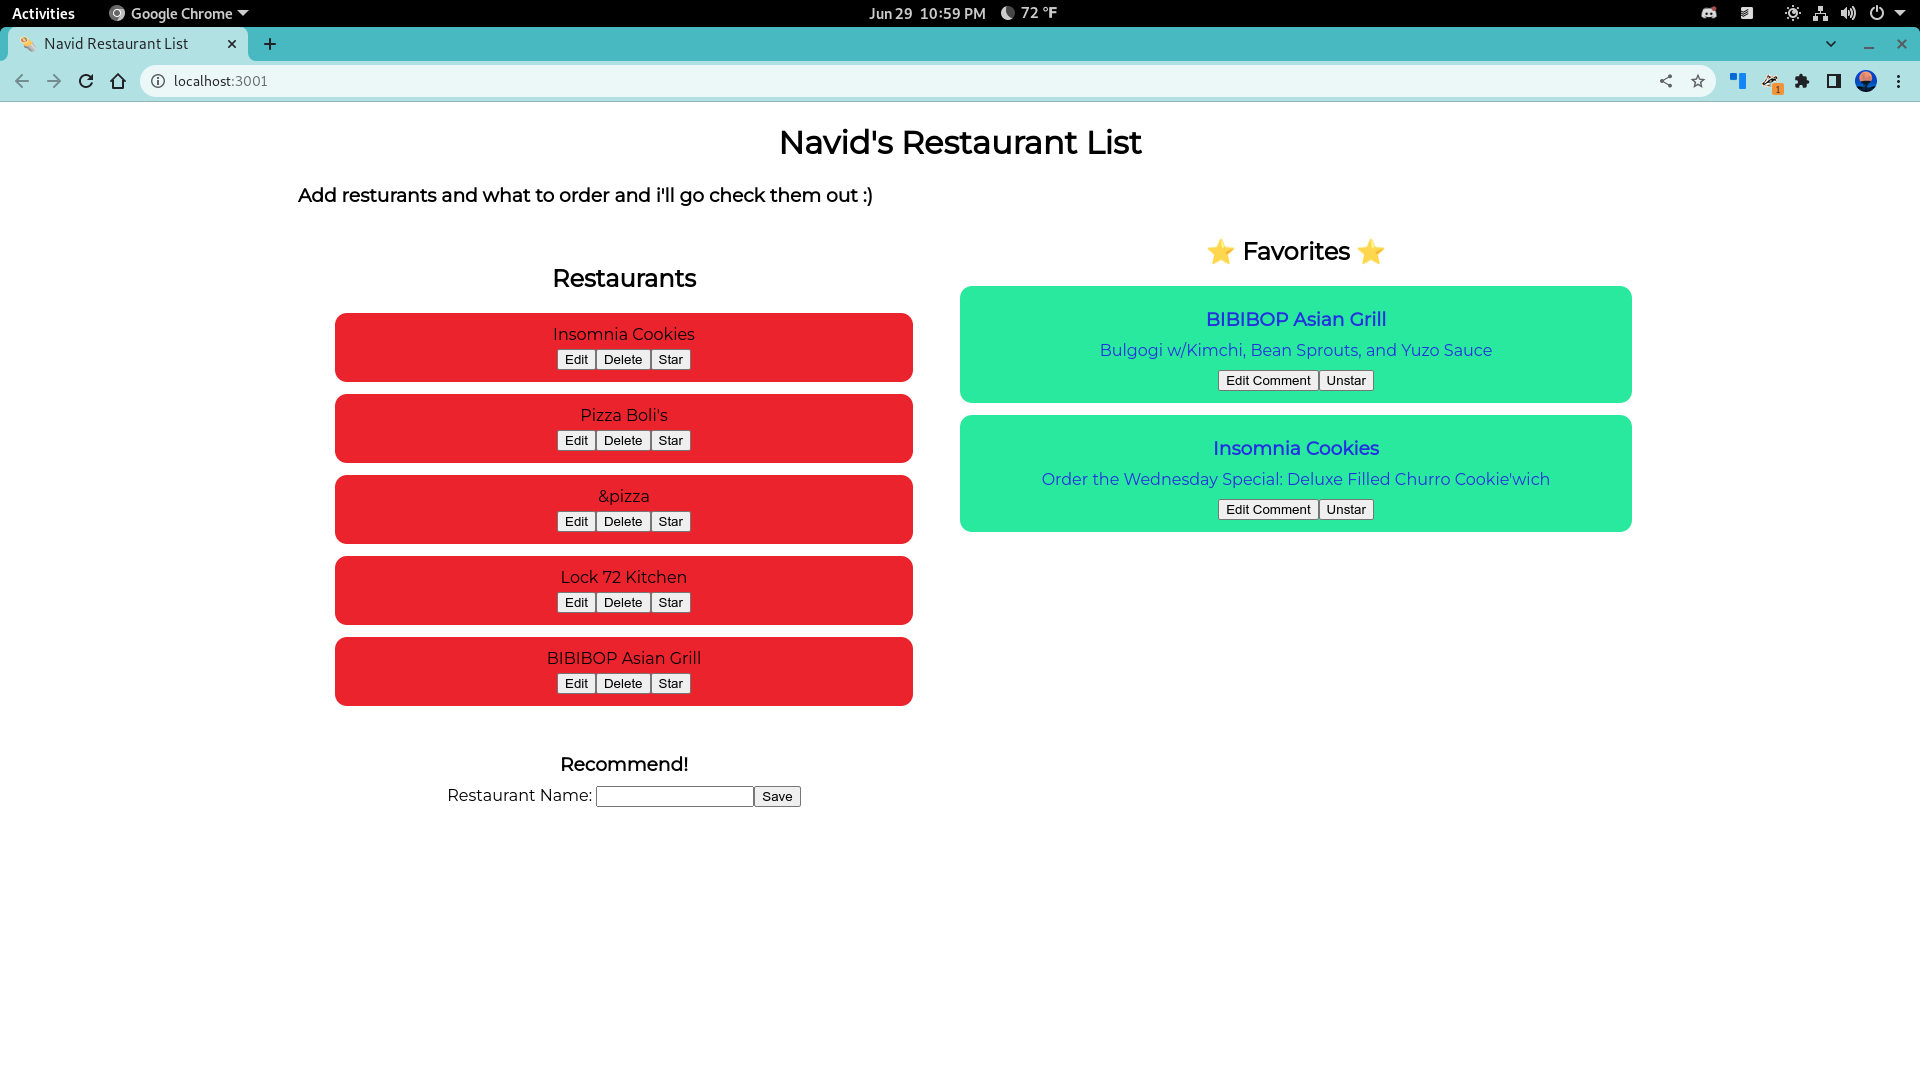 Activities Google Chrome Jun 29 10:59 PM 72 °F
Navid Restaurant List
localhost:3001
1
Navid's Restaurant List
Add resturants and what to order and i'll go check them out :)
Restaurants
Insomnia Cookies
Edit Delete Star
Pizza Boli's
Edit Delete Star
&pizza
Edit Delete Star
Lock 72 Kitchen
Edit Delete Star
BIBIBOP Asian Grill
Edit Delete Star
Recommend!
Restaurant Name: Save
⭐ Favorites ⭐
BIBIBOP Asian Grill
Bulgogi w/Kimchi, Bean Sprouts, and Yuzo Sauce
Edit Comment Unstar
Insomnia Cookies
Order the Wednesday Special: Deluxe Filled Churro Cookie'wich
Edit Comment Unstar